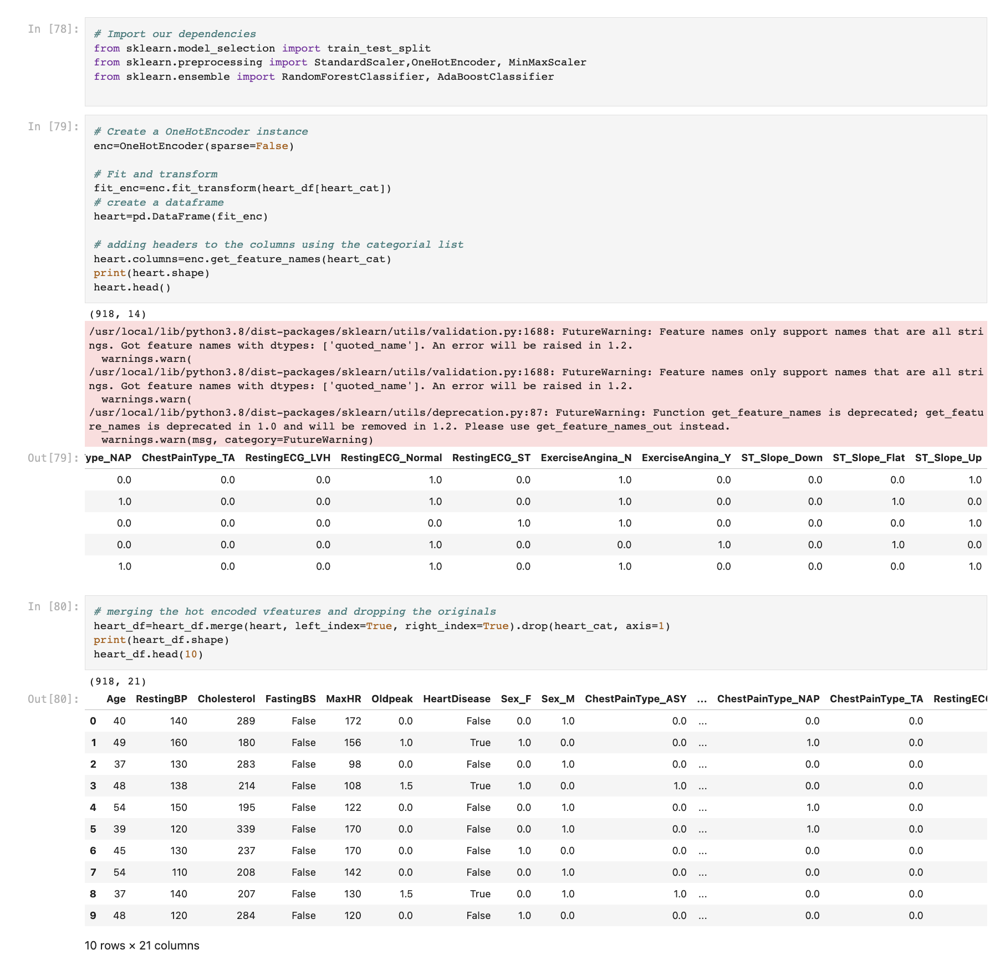 In [78]:
# Import our dependencies
from sklearn.model_selection import train_test_split
from sklearn.preprocessing import StandardScaler,OneHotEncoder, MinMaxScaler
from sklearn.ensemble import RandomForestClassifier, AdaBoostClassifier
In [79]:
# Create a OneHotEncoder instance
enc=OneHotEncoder(sparse=False)
# Fit and transform
fit_enc=enc.fit_transform(heart_df[heart_cat])
# create a dataframe
heart=pd.DataFrame(fit_enc)
# adding headers to the columns using the categorial list
heart.columns=enc.get_feature_names(heart_cat)
print(heart.shape)
heart.head()
(918, 14)
/usr/local/lib/python3.8/dist-packages/sklearn/utils/validation.py:1688: FutureWarning: Feature names only support names that are all stri
ngs. Got feature names with dtypes: ['quoted_name']. An error will be raised in 1.2.
  warnings.warn(
/usr/local/lib/python3.8/dist-packages/sklearn/utils/validation.py:1688: FutureWarning: Feature names only support names that are all stri
ngs. Got feature names with dtypes: ['quoted_name']. An error will be raised in 1.2.
  warnings.warn(
/usr/local/lib/python3.8/dist-packages/sklearn/utils/deprecation.py:87: FutureWarning: Function get_feature_names is deprecated; get_featu
re_names is deprecated in 1.0 and will be removed in 1.2. Please use get_feature_names_out instead.
  warnings.warn(msg, category=FutureWarning)
Out[79]: ype_NAP ChestPainType_TA RestingECG_LVH RestingECG_Normal RestingECG_ST ExerciseAngina_N ExerciseAngina_Y ST_Slope_Down ST_Slope_Flat ST_Slope_Up
0.0 0.0 0.0 1.0 0.0 1.0 0.0 0.0 0.0 1.0
1.0 0.0 0.0 1.0 0.0 1.0 0.0 0.0 1.0 0.0
0.0 0.0 0.0 0.0 1.0 1.0 0.0 0.0 0.0 1.0
0.0 0.0 0.0 1.0 0.0 0.0 1.0 0.0 1.0 0.0
1.0 0.0 0.0 1.0 0.0 1.0 0.0 0.0 0.0 1.0
In [80]:
# merging the hot encoded vfeatures and dropping the originals
heart_df=heart_df.merge(heart, left_index=True, right_index=True).drop(heart_cat, axis=1)
print(heart_df.shape)
heart_df.head(10)
(918, 21)
Out[80]: Age RestingBP Cholesterol FastingBS MaxHR Oldpeak HeartDisease Sex_F Sex_M ChestPainType_ASY ... ChestPainType_NAP ChestPainType_TA RestingEC
0 40 140 289 False 172 0.0 False 0.0 1.0 0.0 ... 0.0 0.0
1 49 160 180 False 156 1.0 True 1.0 0.0 0.0 ... 1.0 0.0
2 37 130 283 False 98 0.0 False 0.0 1.0 0.0 ... 0.0 0.0
3 48 138 214 False 108 1.5 True 1.0 0.0 1.0 ... 0.0 0.0
4 54 150 195 False 122 0.0 False 0.0 1.0 0.0 ... 1.0 0.0
5 39 120 339 False 170 0.0 False 0.0 1.0 0.0 ... 1.0 0.0
6 45 130 237 False 170 0.0 False 1.0 0.0 0.0 ... 0.0 0.0
7 54 110 208 False 142 0.0 False 0.0 1.0 0.0 ... 0.0 0.0
8 37 140 207 False 130 1.5 True 0.0 1.0 1.0 ... 0.0 0.0
9 48 120 284 False 120 0.0 False 1.0 0.0 0.0 ... 0.0 0.0
10 rows × 21 columns